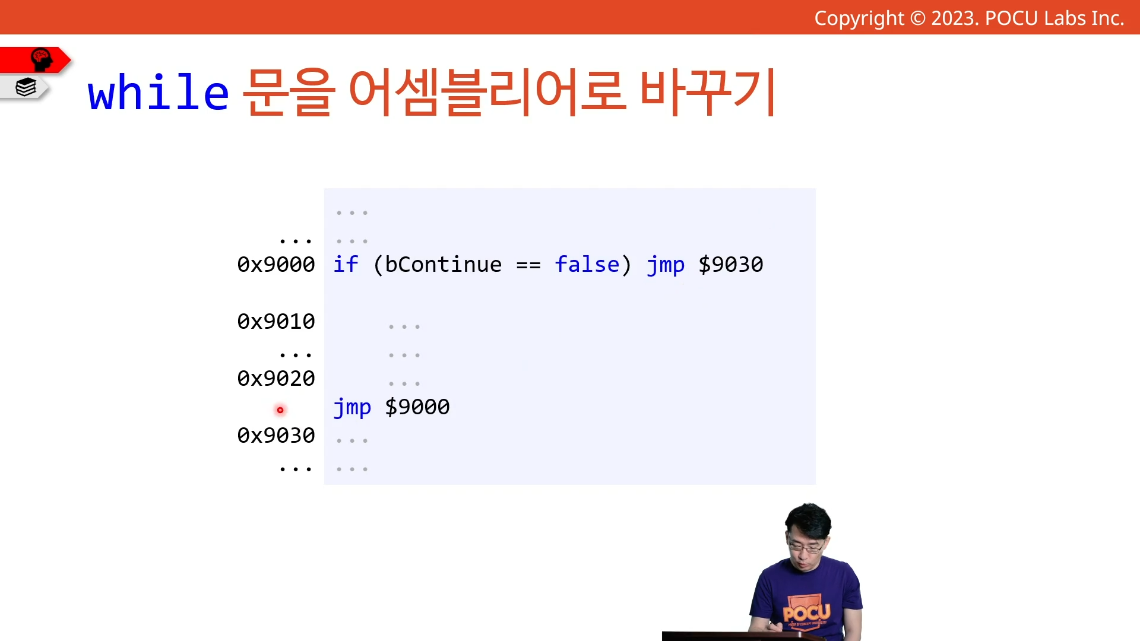 Copyright © 2023. POCU Labs Inc.
while 문을 어셈블리어로 바꾸기
...
... ...
0x9000 if (bContinue == false) jmp $9030
0x9010 ...
... ...
0x9020 ...
jmp $9000
0x9030 ...
... ...
POCU